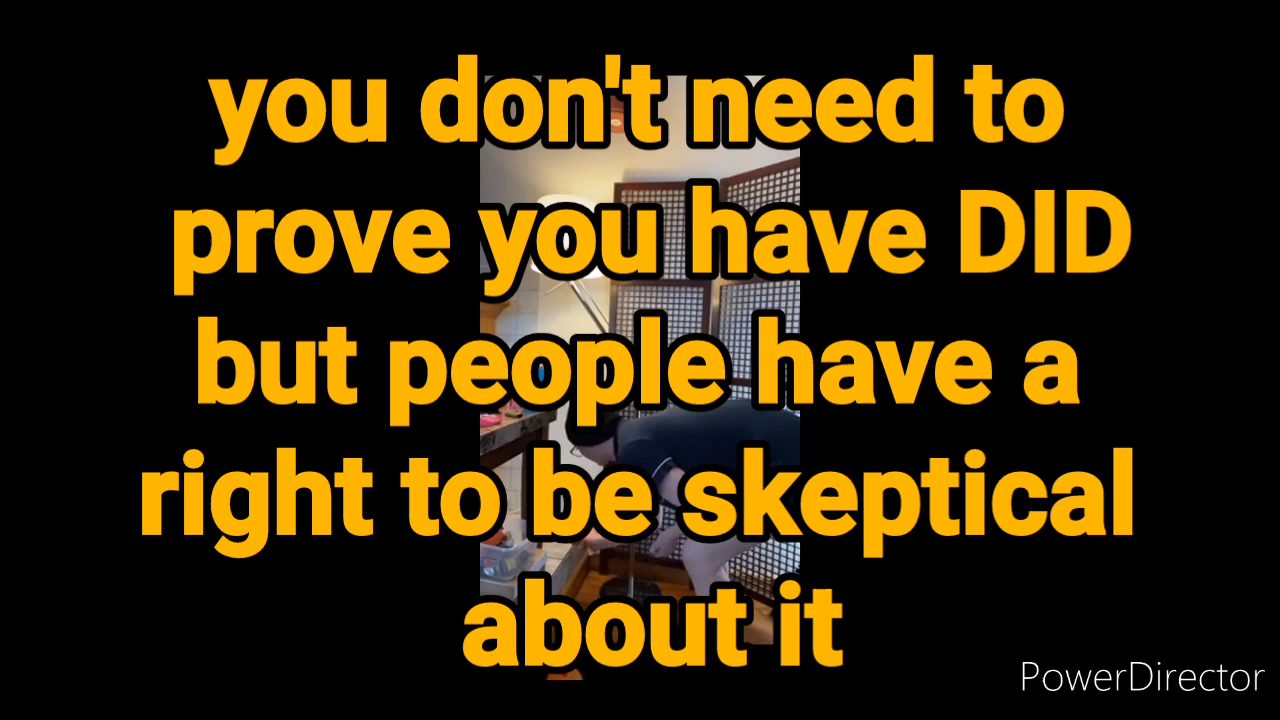 you don't need to
prove you have DID
but people have a
right to be skeptical
about it
PowerDirector